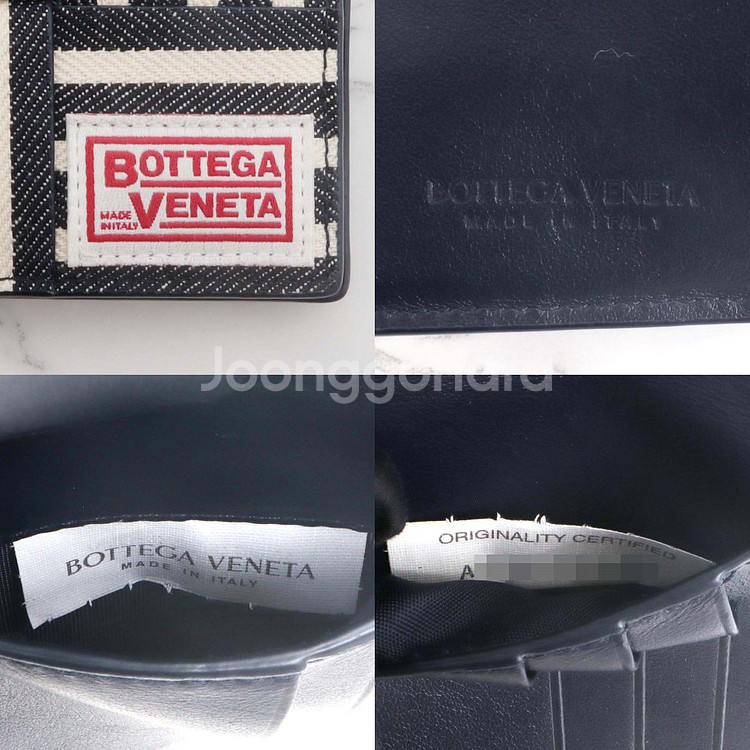 BOTTEGA
MADE IN ITALY VENETA
BOTTEGA VENETA
MADE IN ITALY
Joonggonara
BOTTEGA VENETA
MADE IN ITALY
ORIGINALITY CERTIFIED
A